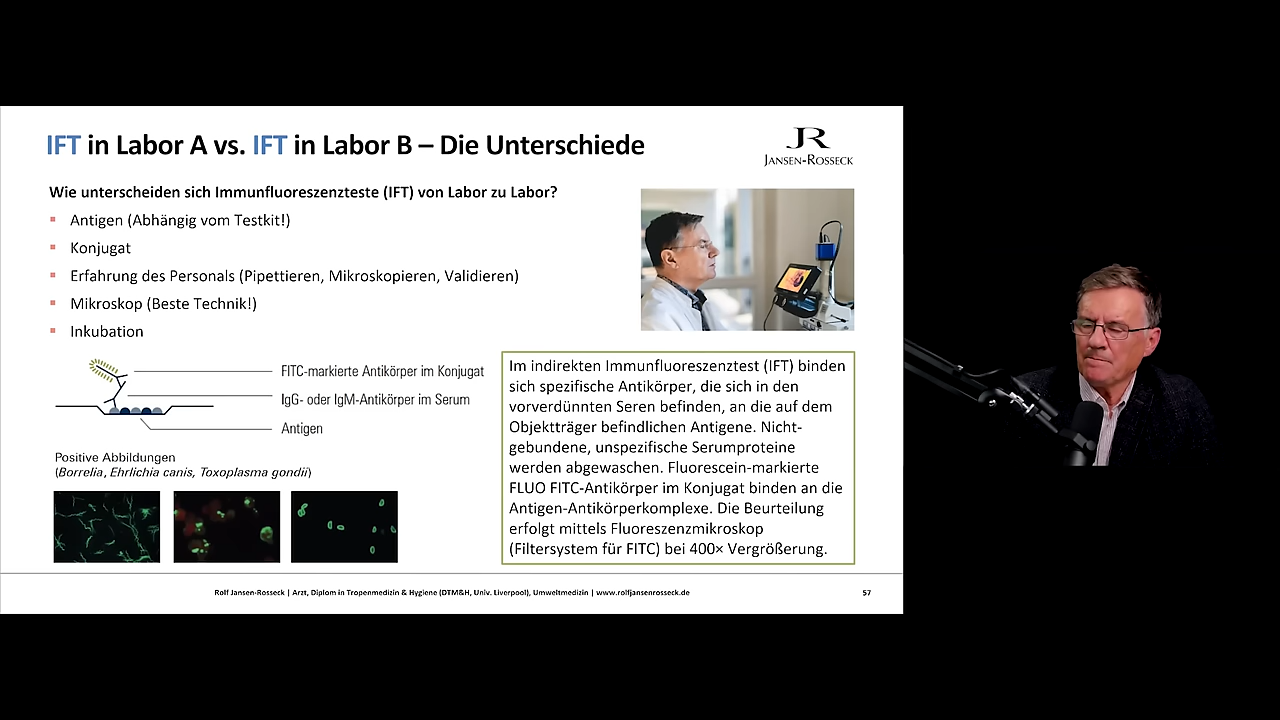 IFT in Labor A vs. IFT in Labor B – Die Unterschiede
JR
JANSEN-ROSSECK
Wie unterscheiden sich Immunfluoreszenzteste (IFT) von Labor zu Labor?
▪ Antigen (Abhängig vom Testkit!)
▪ Konjugat
▪ Erfahrung des Personals (Pipettieren, Mikroskopieren, Validieren)
▪ Mikroskop (Beste Technik!)
▪ Inkubation
FITC-markierte Antikörper im Konjugat
IgG- oder IgM-Antikörper im Serum
Antigen
Positive Abbildungen
(Borrelia, Ehrlichia canis, Toxoplasma gondii)
Im indirekten Immunfluoreszenztest (IFT) binden
sich spezifische Antikörper, die sich in den
vorverdünnten Seren befinden, an die auf dem
Objektträger befindlichen Antigene. Nicht-
gebundene, unspezifische Serumproteine
werden abgewaschen. Fluorescein-markierte
FLUO FITC-Antikörper im Konjugat binden an die
Antigen-Antikörperkomplexe. Die Beurteilung
erfolgt mittels Fluoreszenzmikroskop
(Filtersystem für FITC) bei 400× Vergrößerung.
Rolf Jansen-Rosseck | Arzt, Diplom in Tropenmedizin & Hygiene (DTM&H, Univ. Liverpool), Umweltmedizin | www.rolfjansenrosseck.de
57